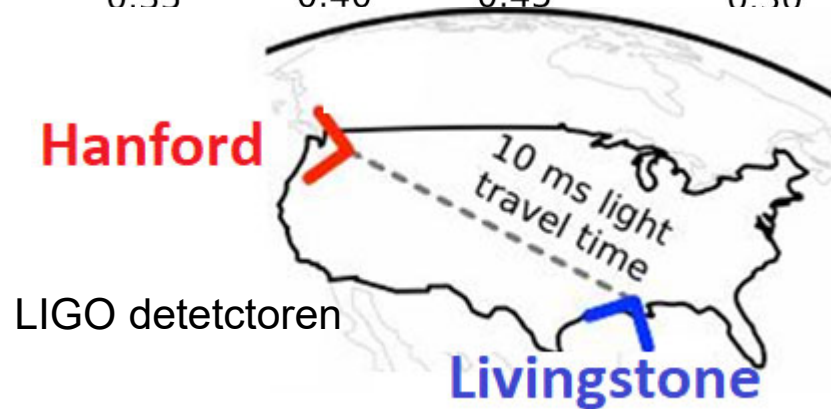 Hanford
10 ms light
travel time
LIGO detetctoren
Livingstone